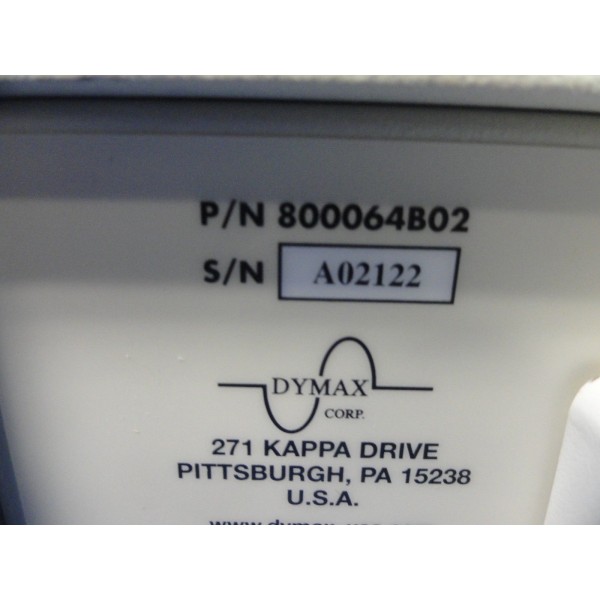 P/N 800064B02
S/N A02122
DYMAX
CORP.
271 KAPPA DRIVE
PITTSBURGH, PA 15238
U.S.A.